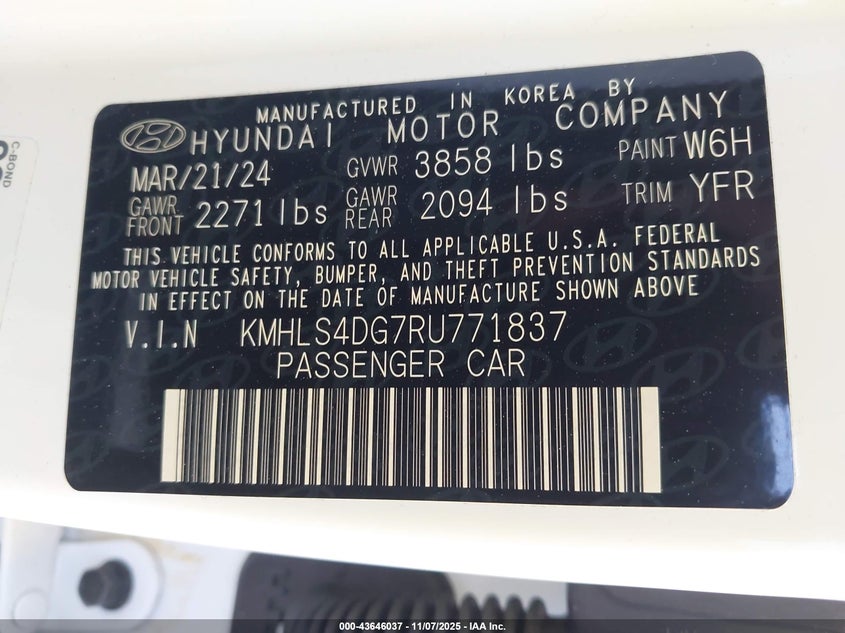 MANUFACTURED IN KOREA BY
HYUNDAI MOTOR COMPANY
MAR/21/24 GVWR 3858 lbs PAINT W6H
GAWR FRONT 2271 lbs GAWR REAR 2094 lbs TRIM YFR
THIS VEHICLE CONFORMS TO ALL APPLICABLE U.S.A. FEDERAL
MOTOR VEHICLE SAFETY, BUMPER, AND THEFT PREVENTION STANDARDS
IN EFFECT ON THE DATE OF MANUFACTURE SHOWN ABOVE
V.I.N KMHLS4DG7RU771837
PASSENGER CAR
C-BOND
000-43646037 - 11/07/2025 - IAA Inc.